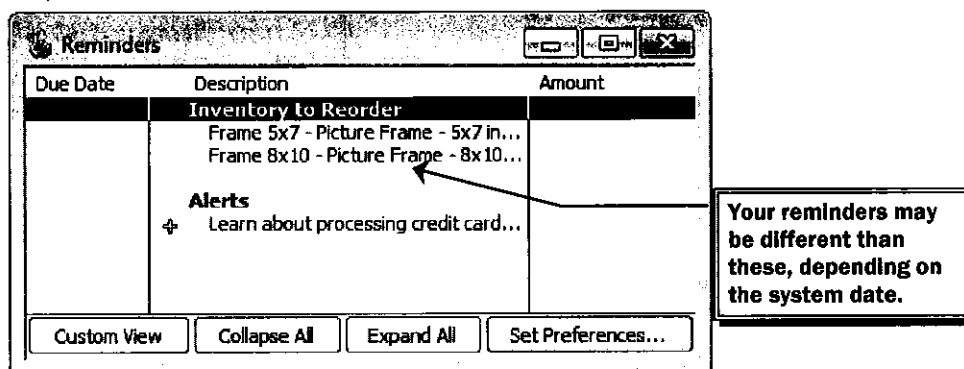 Reminders
Due Date Description Amount
Inventory to Reorder
Frame 5x7 - Picture Frame - 5x7 in...
Frame 8x10 - Picture Frame - 8x10...
Alerts
Learn about processing credit card...
Your reminders may
be different than
these, depending on
the system date.
Custom View Collapse All Expand All Set Preferences...